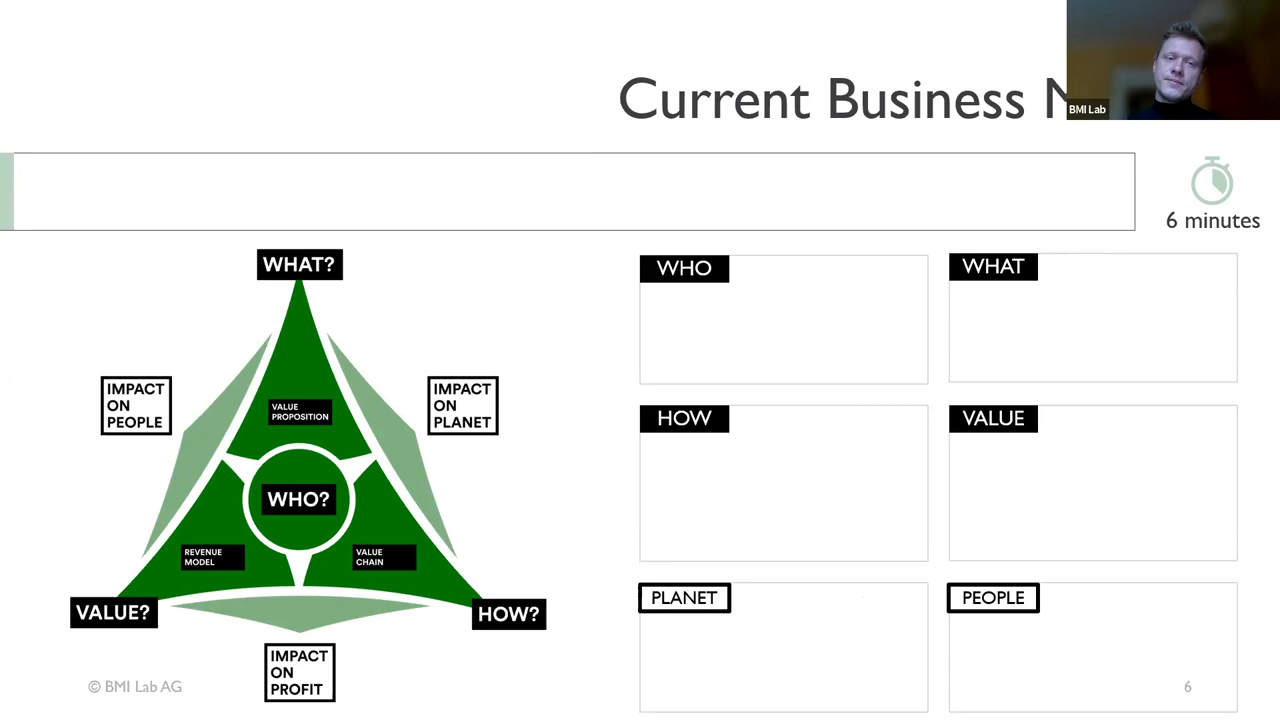 Current Business
BMI Lab
6 minutes
WHAT?
IMPACT
ON
PEOPLE
IMPACT
ON
PLANET
VALUE
PROPOSITION
WHO?
REVENUE
MODEL
VALUE
CHAIN
VALUE?
HOW?
IMPACT
ON
PROFIT
WHO
WHAT
HOW
VALUE
PLANET
PEOPLE
© BMI Lab AG
6